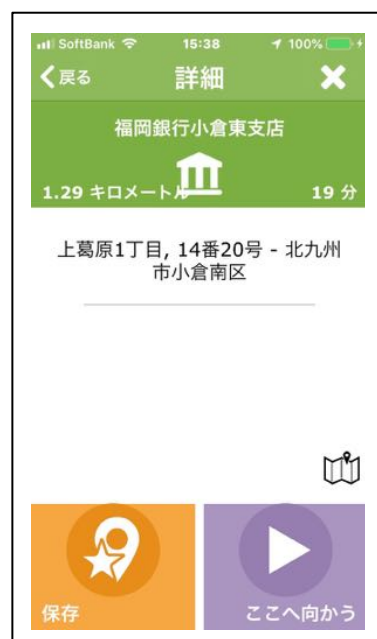 SoftBank 15:38 100%
戻る 詳細
福岡銀行小倉東支店
1.29 キロメートル 19 分
上葛原1丁目, 14番20号 - 北九州
市小倉南区
保存 ここへ向かう